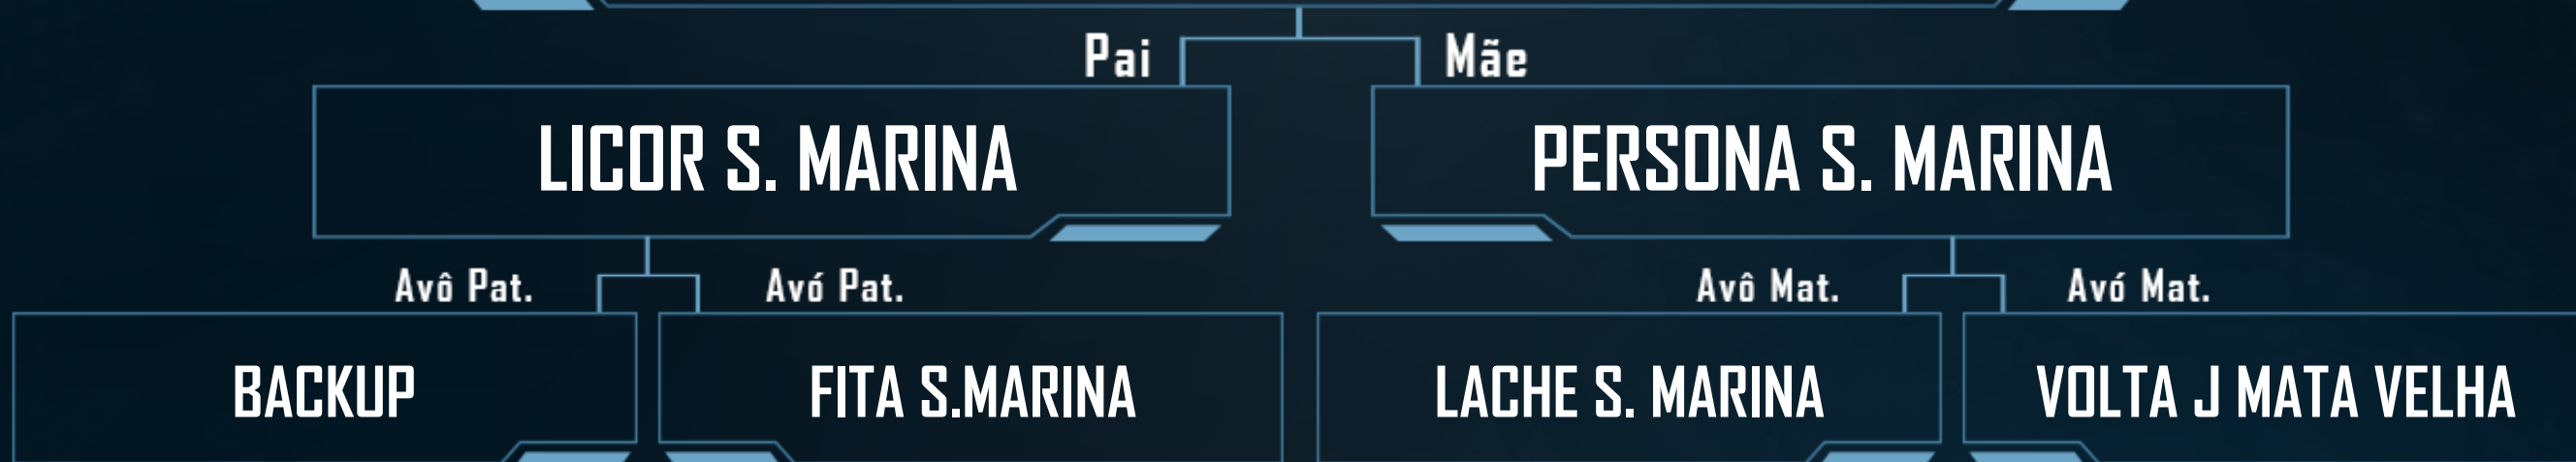 Pai Mãe
LICOR S. MARINA PERSONA S. MARINA
Avô Pat. Avó Pat. Avô Mat. Avó Mat.
BACKUP FITA S.MARINA LACHE S. MARINA VOLTA J MATA VELHA